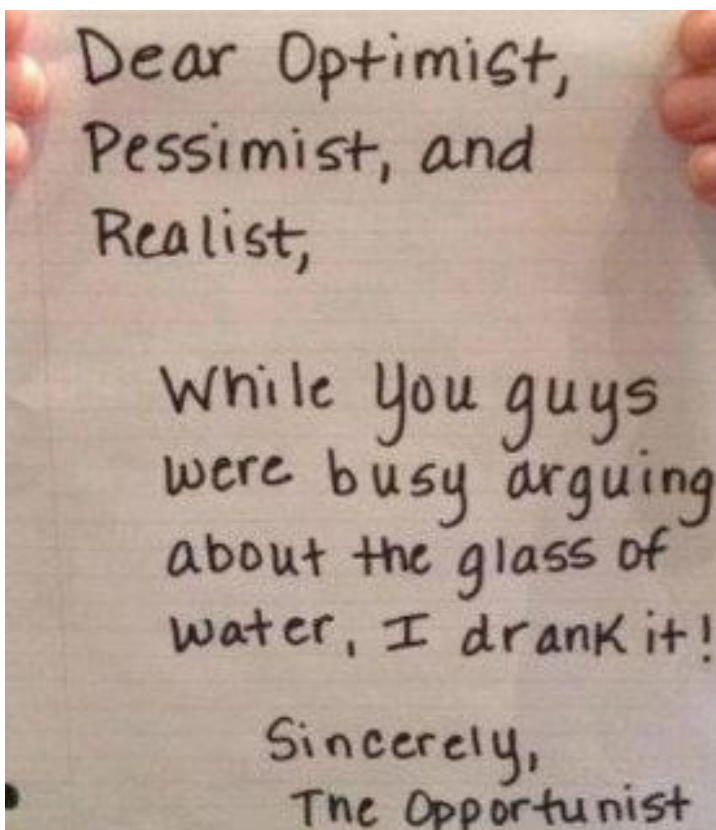 Dear Optimist,
Pessimist, and
Realist,
While you guys
were busy arguing
about the glass of
water, I drank it!
Sincerely,
The Opportunist